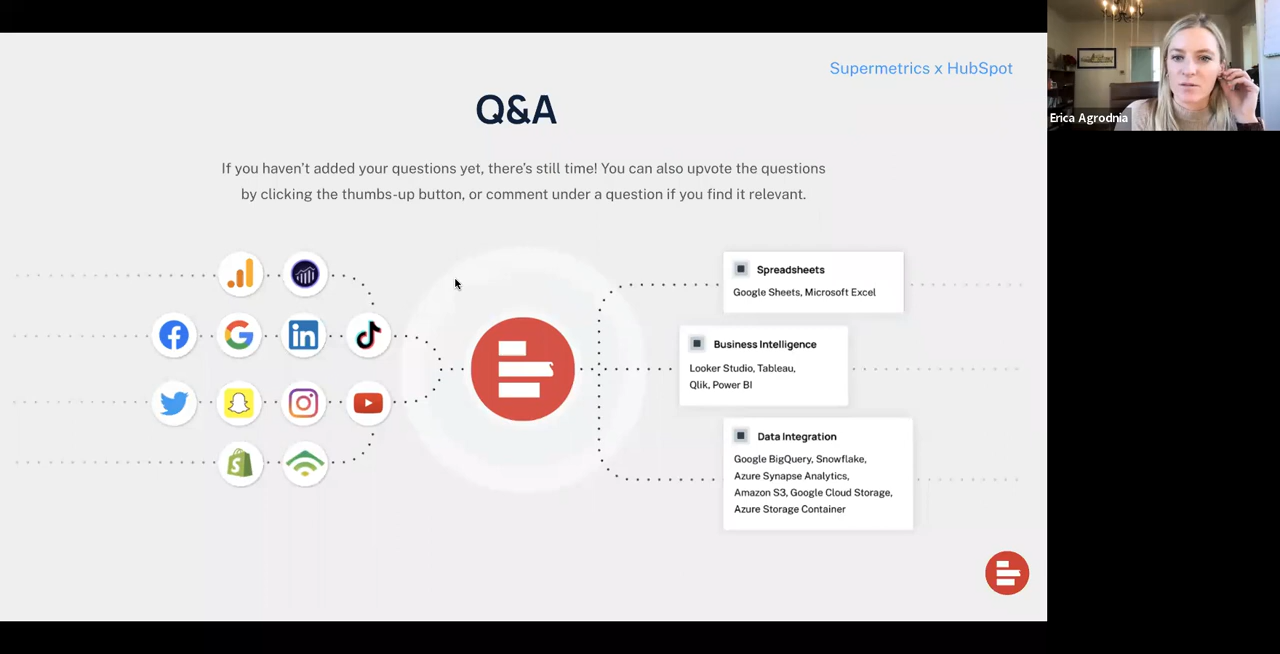 Supermetrics x HubSpot
Q&A
If you haven't added your questions yet, there's still time! You can also upvote the questions
by clicking the thumbs-up button, or comment under a question if you find it relevant.
Spreadsheets
Google Sheets, Microsoft Excel
Business Intelligence
Looker Studio, Tableau,
Qlik, Power BI
Data Integration
Google BigQuery, Snowflake,
Azure Synapse Analytics,
Amazon S3, Google Cloud Storage,
Azure Storage Container
Erica Agrodnia